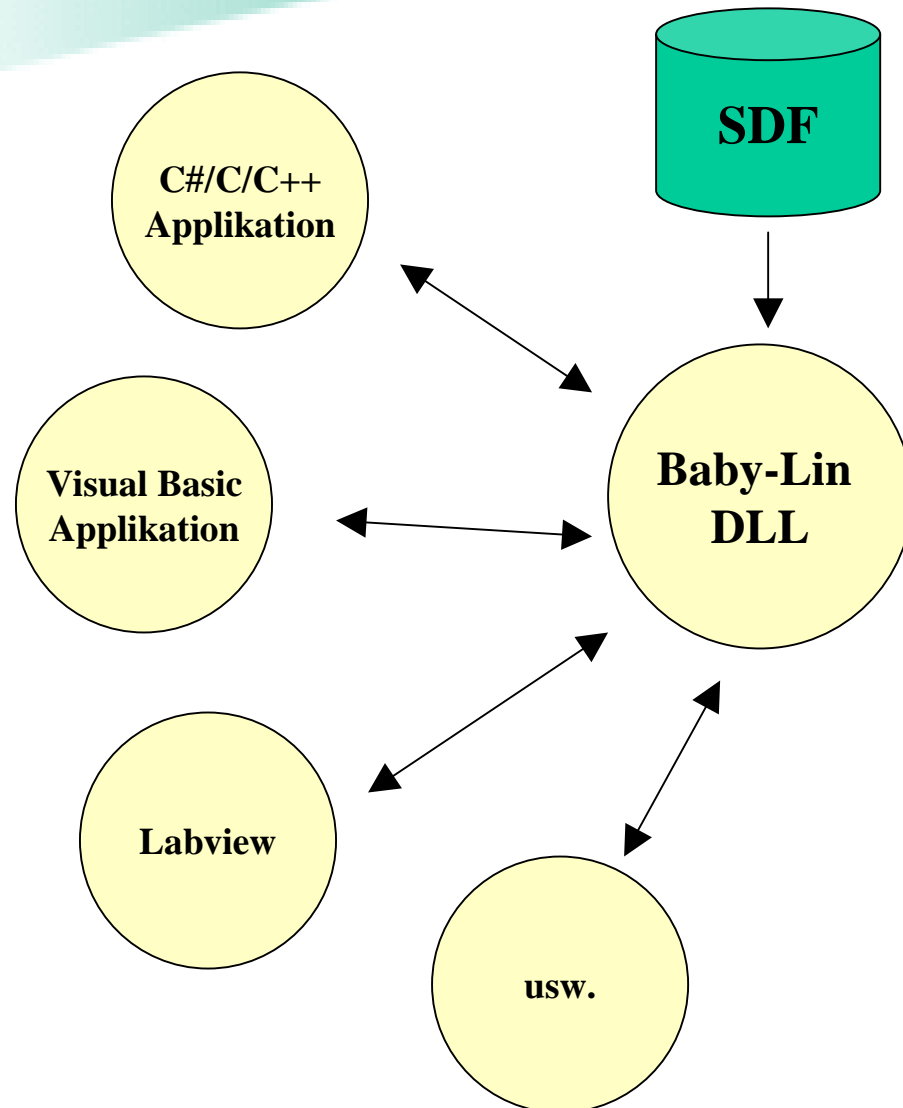 SDF
C#/C/C++
Applikation
Baby-Lin
DLL
Visual Basic
Applikation
Labview
usw.